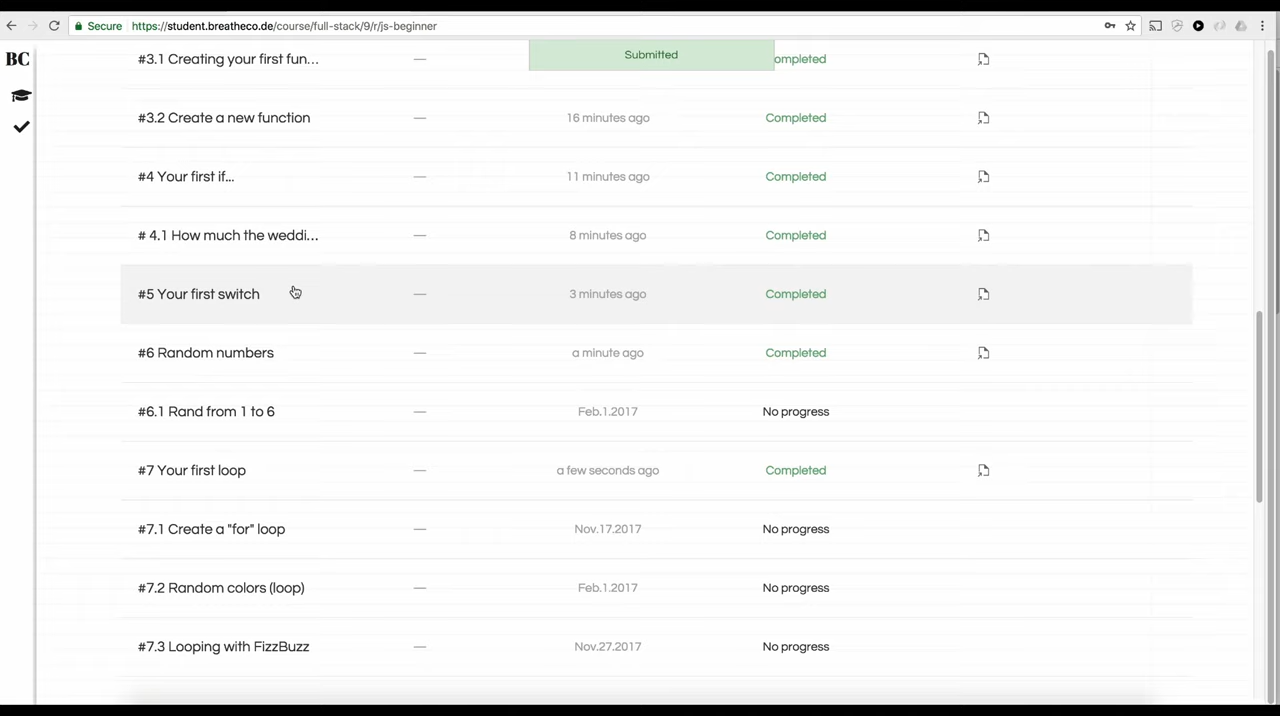 Secure https://student.breatheco.de/course/full-stack/9/r/js-beginner
BC
Submitted
#3.1 Creating your first fun... — ompleted
#3.2 Create a new function — 16 minutes ago Completed
#4 Your first if... — 11 minutes ago Completed
# 4.1 How much the weddi... — 8 minutes ago Completed
#5 Your first switch — 3 minutes ago Completed
#6 Random numbers — a minute ago Completed
#6.1 Rand from 1 to 6 — Feb.1.2017 No progress
#7 Your first loop — a few seconds ago Completed
#7.1 Create a "for" loop — Nov.17.2017 No progress
#7.2 Random colors (loop) — Feb.1.2017 No progress
#7.3 Looping with FizzBuzz — Nov.27.2017 No progress